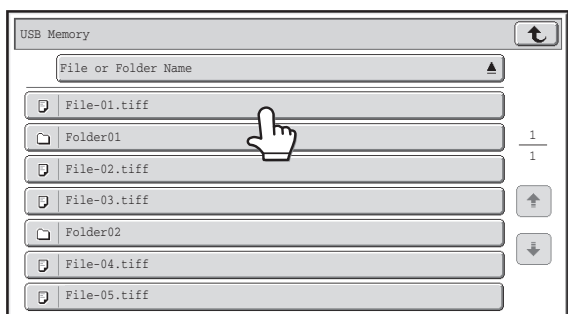 USB Memory
File or Folder Name
File-01.tiff
Folder01
1
1
File-02.tiff
File-03.tiff
Folder02
File-04.tiff
File-05.tiff